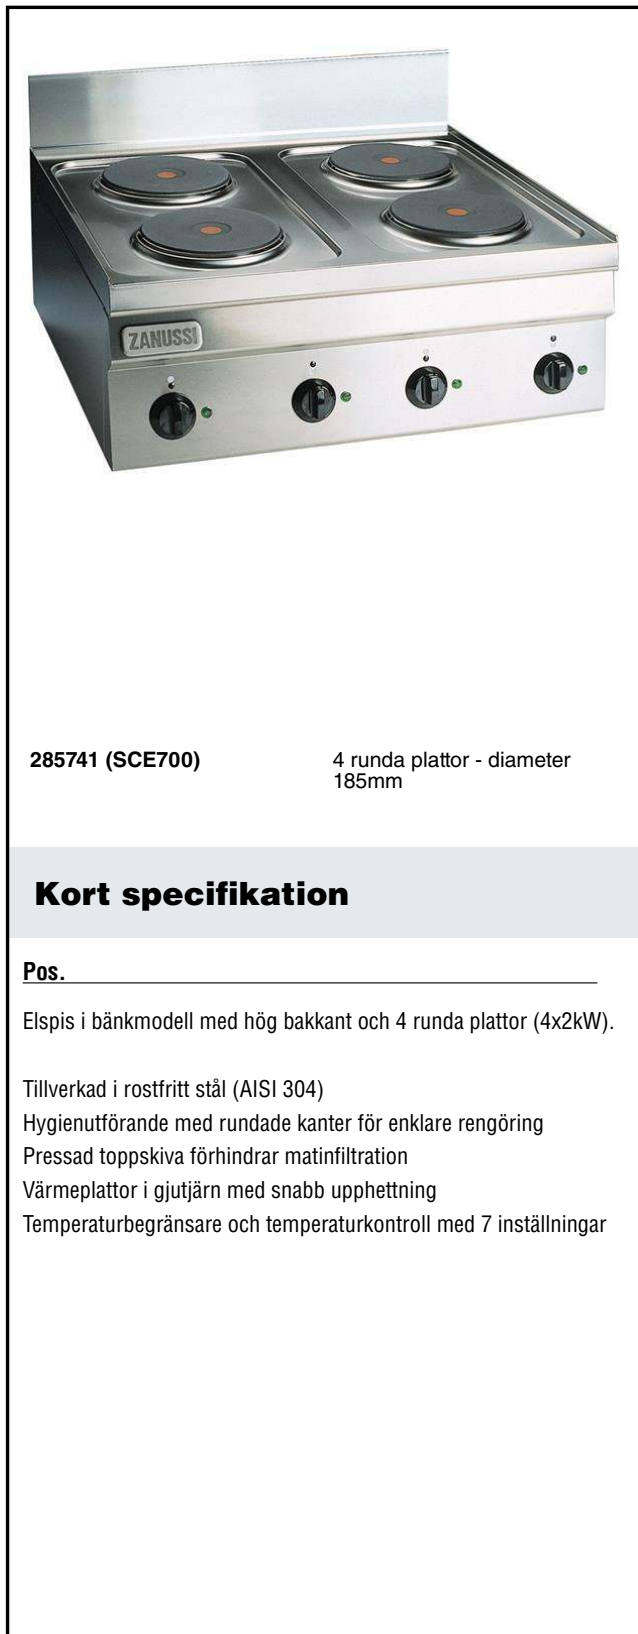 ZANUSSI
285741 (SCE700)
4 runda plattor - diameter
185mm
Kort specifikation
Pos.
Elspis i bänkmodell med hög bakkant och 4 runda plattor (4x2kW).
Tillverkad i rostfritt stål (AISI 304)
Hygienutförande med rundade kanter för enklare rengöring
Pressad toppskiva förhindrar matinfiltration
Värmeplattor i gjutjärn med snabb upphettning
Temperaturbegränsare och temperaturkontroll med 7 inställningar